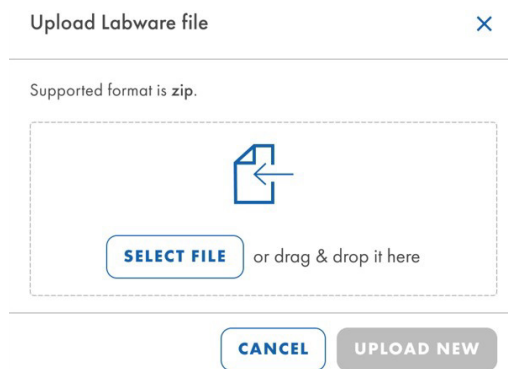 Upload Labware file
Supported format is zip.
SELECT FILE or drag & drop it here
CANCEL UPLOAD NEW